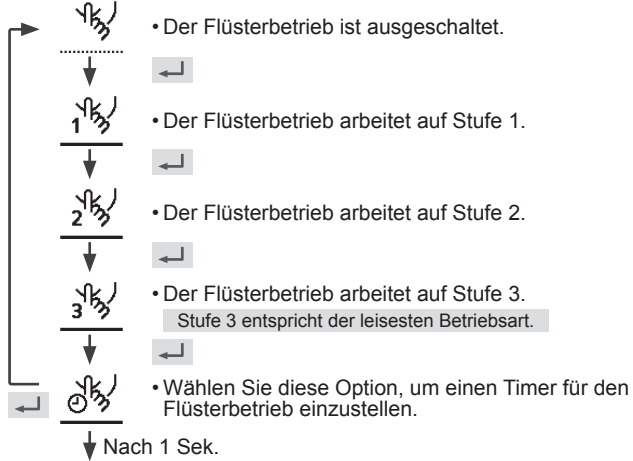 • Der Flüsterbetrieb ist ausgeschaltet.
1
• Der Flüsterbetrieb arbeitet auf Stufe 1.
2
• Der Flüsterbetrieb arbeitet auf Stufe 2.
3
• Der Flüsterbetrieb arbeitet auf Stufe 3.
Stufe 3 entspricht der leisesten Betriebsart.
• Wählen Sie diese Option, um einen Timer für den
Flüsterbetrieb einzustellen.
Nach 1 Sek.